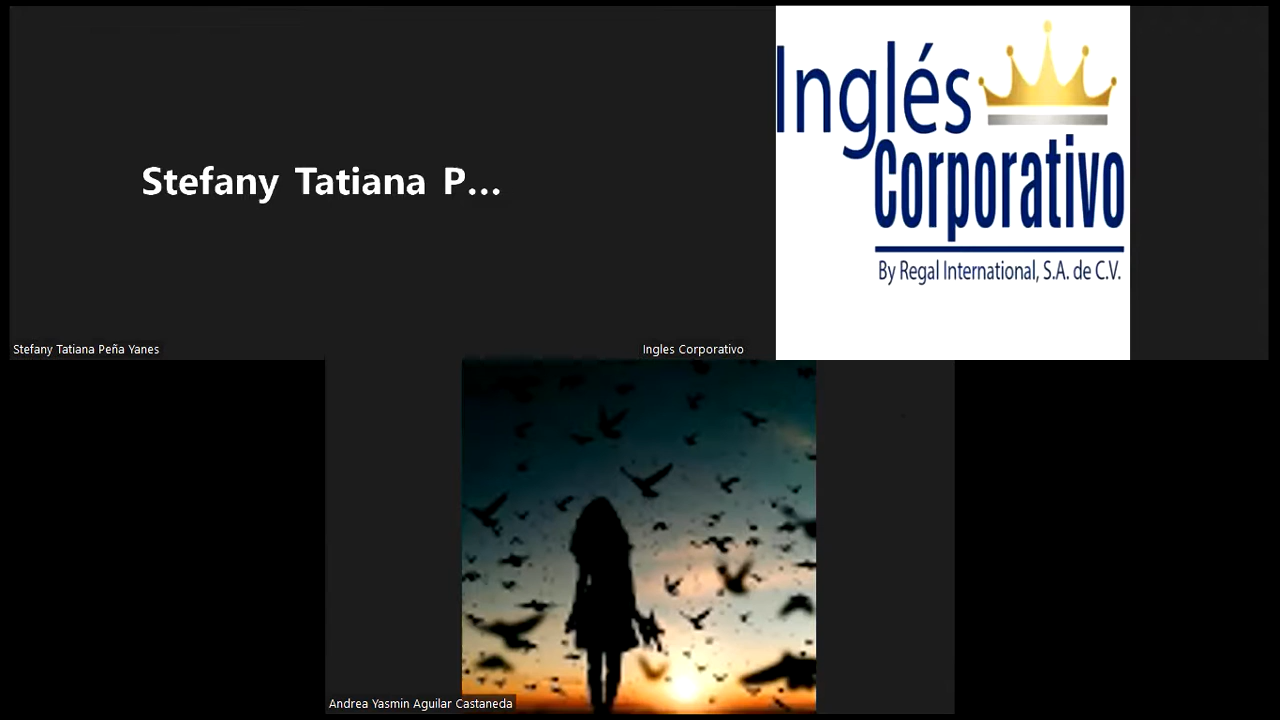 Stefany Tatiana P...
Inglés
Corporativo
By Regal International, S.A. de C.V.
Stefany Tatiana Peña Yanes
Ingles Corporativo
Andrea Yasmin Aguilar Castaneda